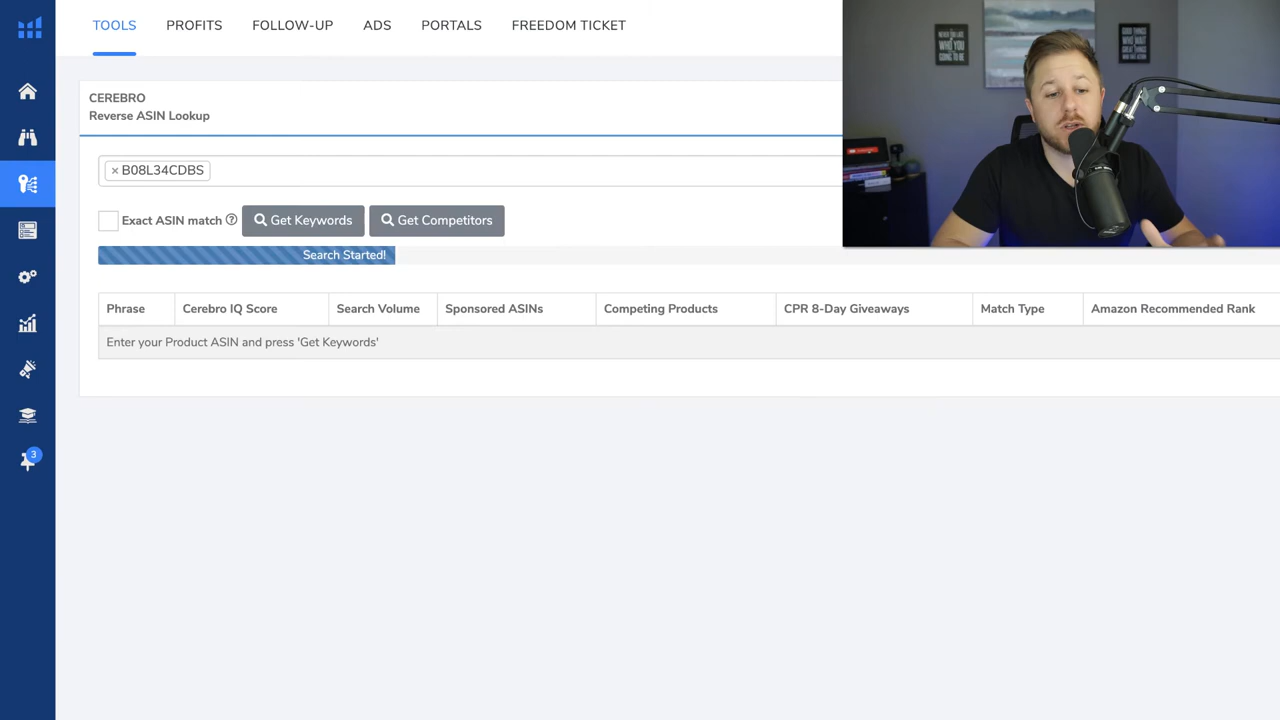 TOOLS PROFITS FOLLOW-UP ADS PORTALS FREEDOM TICKET
CEREBRO
Reverse ASIN Lookup
× B08L34CDBS
Exact ASIN match ? Get Keywords Get Competitors
Search Started!
Phrase Cerebro IQ Score Search Volume Sponsored ASINs Competing Products CPR 8-Day Giveaways Match Type Amazon Recommended Rank
Enter your Product ASIN and press 'Get Keywords'
3